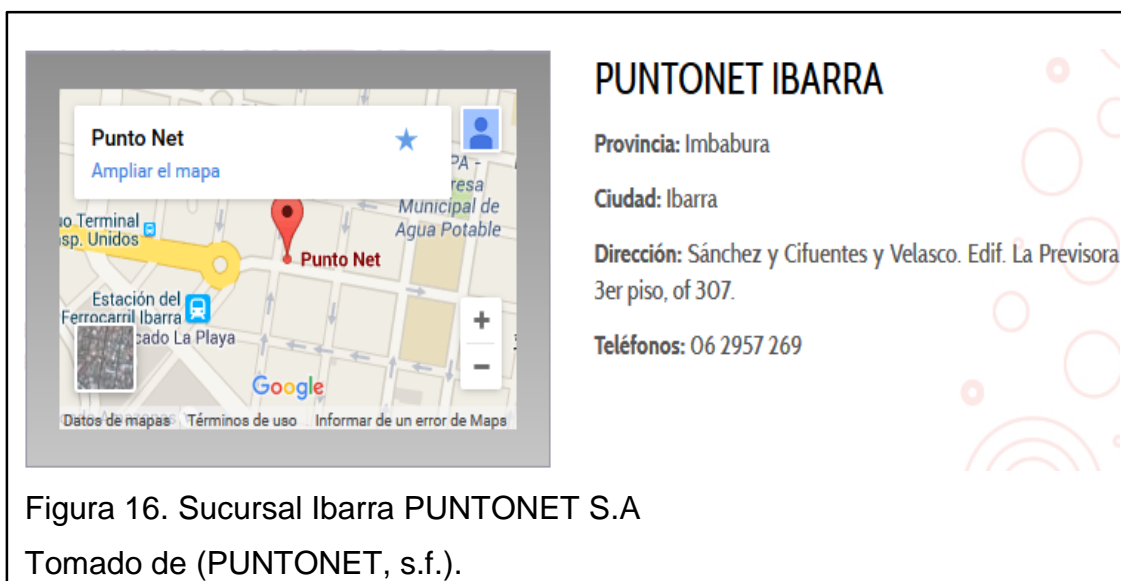 Punto Net
Ampliar el mapa
PA -
resa
Municipal de
Agua Potable
Terminal
sp. Unidos
Punto Net
Estación del
Ferrocarril Ibarra
cado La Playa
+
−
Google
Datos de mapas Términos de uso Informar de un error de Maps
PUNTONET IBARRA
Provincia: Imbabura
Ciudad: Ibarra
Dirección: Sánchez y Cifuentes y Velasco. Edif. La Previsora
3er piso, of 307.
Teléfonos: 06 2957 269
Figura 16. Sucursal Ibarra PUNTONET S.A
Tomado de (PUNTONET, s.f.).